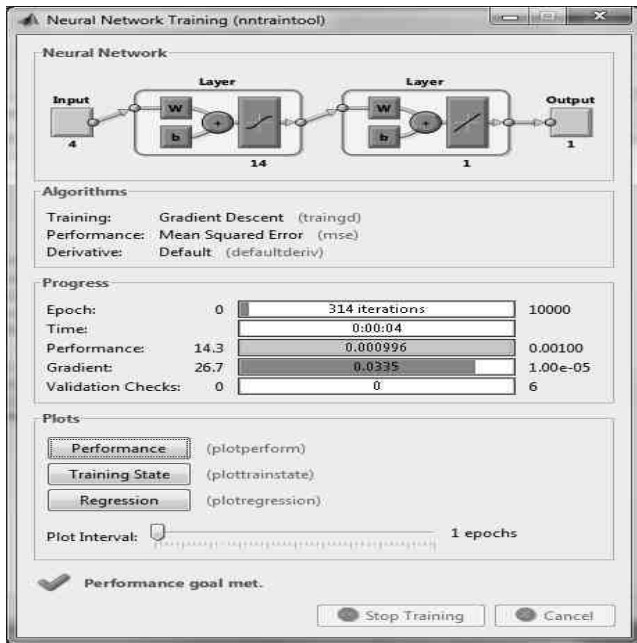 Neural Network Training (nntraintool)
Neural Network
Layer
Layer
Input
W
b
W
b
Output
4
14
1
1
Algorithms
Training: Gradient Descent (traingd)
Performance: Mean Squared Error (mse)
Derivative: Default (defaultderiv)
Progress
Epoch: 0 314 iterations 10000
Time: 0:00:04
Performance: 14.3 0.000996 0.00100
Gradient: 26.7 0.0335 1.00e-05
Validation Checks: 0 0 6
Plots
Performance (plotperform)
Training State (plottrainstate)
Regression (plotregression)
Plot Interval: 1 epochs
Performance goal met.
Stop Training Cancel